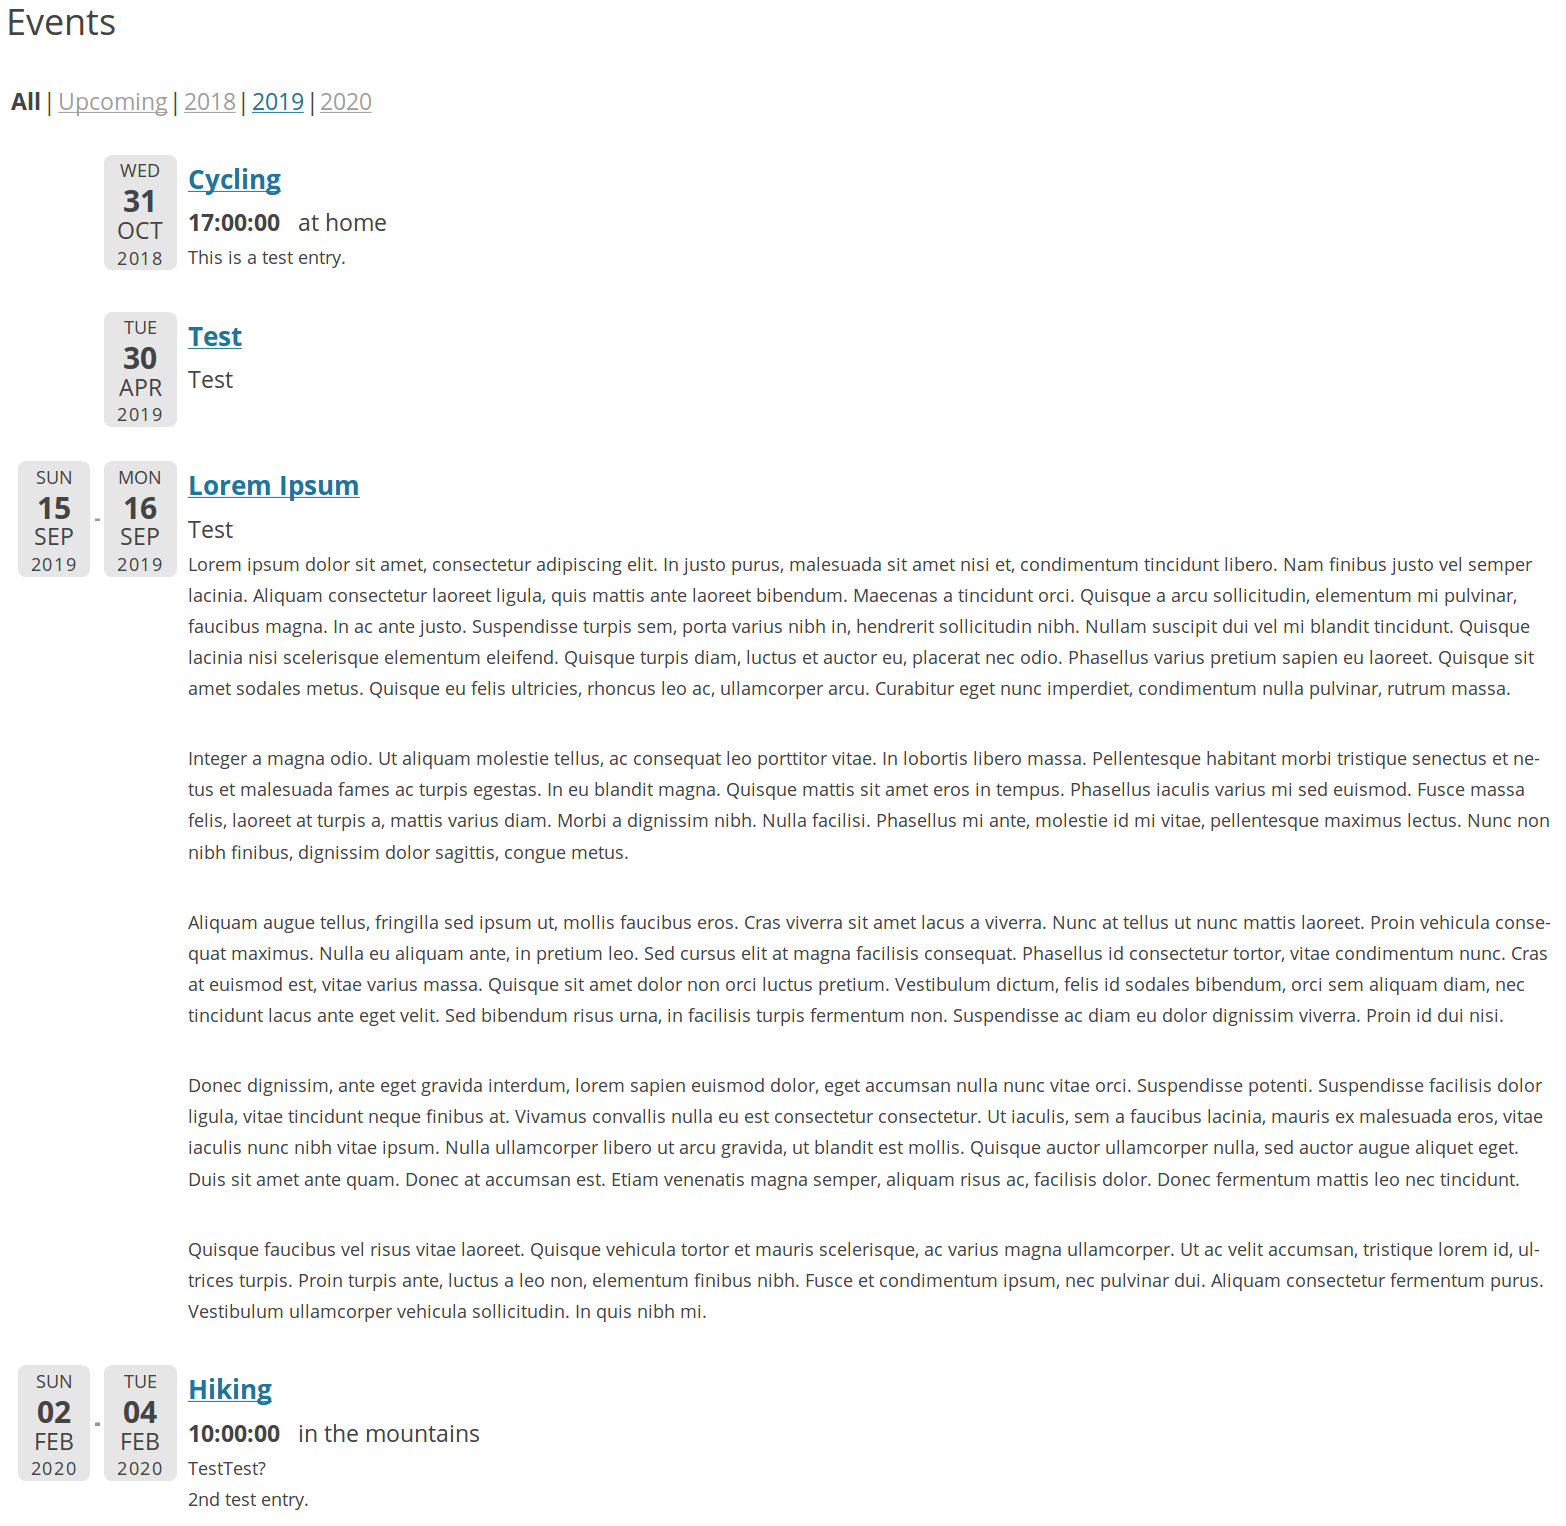 Events
All | Upcoming | 2018 | 2019 | 2020
WED
31
OCT
2018
Cycling
17:00:00 at home
This is a test entry.
TUE
30
APR
2019
Test
Test
SUN
15
SEP
2019
-
MON
16
SEP
2019
Lorem Ipsum
Test
Lorem ipsum dolor sit amet, consectetur adipiscing elit. In justo purus, malesuada sit amet nisi et, condimentum tincidunt libero. Nam finibus justo vel semper
lacinia. Aliquam consectetur laoreet ligula, quis mattis ante laoreet bibendum. Maecenas a tincidunt orci. Quisque a arcu sollicitudin, elementum mi pulvinar,
faucibus magna. In ac ante justo. Suspendisse turpis sem, porta varius nibh in, hendrerit sollicitudin nibh. Nullam suscipit dui vel mi blandit tincidunt. Quisque
lacinia nisi scelerisque elementum eleifend. Quisque turpis diam, luctus et auctor eu, placerat nec odio. Phasellus varius pretium sapien eu laoreet. Quisque sit
amet sodales metus. Quisque eu felis ultricies, rhoncus leo ac, ullamcorper arcu. Curabitur eget nunc imperdiet, condimentum nulla pulvinar, rutrum massa.
Integer a magna odio. Ut aliquam molestie tellus, ac consequat leo porttitor vitae. In lobortis libero massa. Pellentesque habitant morbi tristique senectus et ne-
tus et malesuada fames ac turpis egestas. In eu blandit magna. Quisque mattis sit amet eros in tempus. Phasellus iaculis varius mi sed euismod. Fusce massa
felis, laoreet at turpis a, mattis varius diam. Morbi a dignissim nibh. Nulla facilisi. Phasellus mi ante, molestie id mi vitae, pellentesque maximus lectus. Nunc non
nibh finibus, dignissim dolor sagittis, congue metus.
Aliquam augue tellus, fringilla sed ipsum ut, mollis faucibus eros. Cras viverra sit amet lacus a viverra. Nunc at tellus ut nunc mattis laoreet. Proin vehicula conse-
quat maximus. Nulla eu aliquam ante, in pretium leo. Sed cursus elit at magna facilisis consequat. Phasellus id consectetur tortor, vitae condimentum nunc. Cras
at euismod est, vitae varius massa. Quisque sit amet dolor non orci luctus pretium. Vestibulum dictum, felis id sodales bibendum, orci sem aliquam diam, nec
tincidunt lacus ante eget velit. Sed bibendum risus urna, in facilisis turpis fermentum non. Suspendisse ac diam eu dolor dignissim viverra. Proin id dui nisi.
Donec dignissim, ante eget gravida interdum, lorem sapien euismod dolor, eget accumsan nulla nunc vitae orci. Suspendisse potenti. Suspendisse facilisis dolor
ligula, vitae tincidunt neque finibus at. Vivamus convallis nulla eu est consectetur consectetur. Ut iaculis, sem a faucibus lacinia, mauris ex malesuada eros, vitae
iaculis nunc nibh vitae ipsum. Nulla ullamcorper libero ut arcu gravida, ut blandit est mollis. Quisque auctor ullamcorper nulla, sed auctor augue aliquet eget.
Duis sit amet ante quam. Donec at accumsan est. Etiam venenatis magna semper, aliquam risus ac, facilisis dolor. Donec fermentum mattis leo nec tincidunt.
Quisque faucibus vel risus vitae laoreet. Quisque vehicula tortor et mauris scelerisque, ac varius magna ullamcorper. Ut ac velit accumsan, tristique lorem id, ul-
trices turpis. Proin turpis ante, luctus a leo non, elementum finibus nibh. Fusce et condimentum ipsum, nec pulvinar dui. Aliquam consectetur fermentum purus.
Vestibulum ullamcorper vehicula sollicitudin. In quis nibh mi.
SUN
02
FEB
2020
-
TUE
04
FEB
2020
Hiking
10:00:00 in the mountains
TestTest?
2nd test entry.